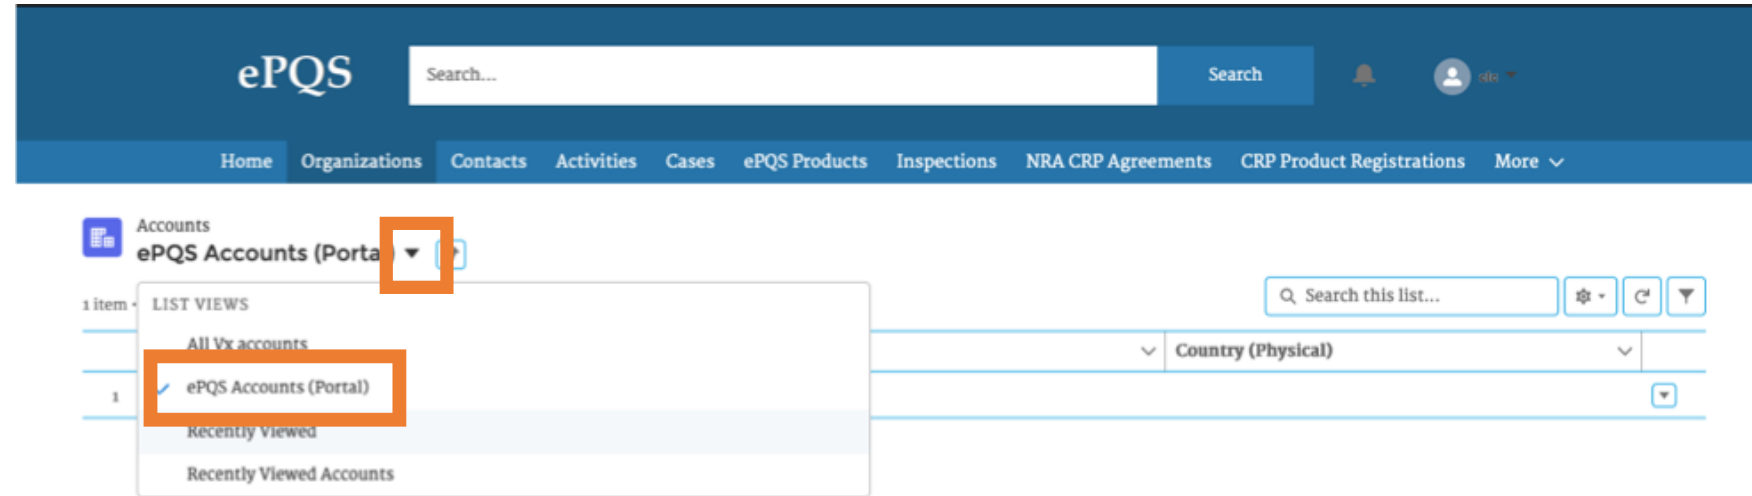 ePQS
Search...
Search
Home Organizations Contacts Activities Cases ePQS Products Inspections NRA CRP Agreements CRP Product Registrations More
Accounts
ePQS Accounts (Porta
1 item •
LIST VIEWS
Search this list...
All Vx accounts
Country (Physical)
1
ePQS Accounts (Portal)
Recently Viewed
Recently Viewed Accounts